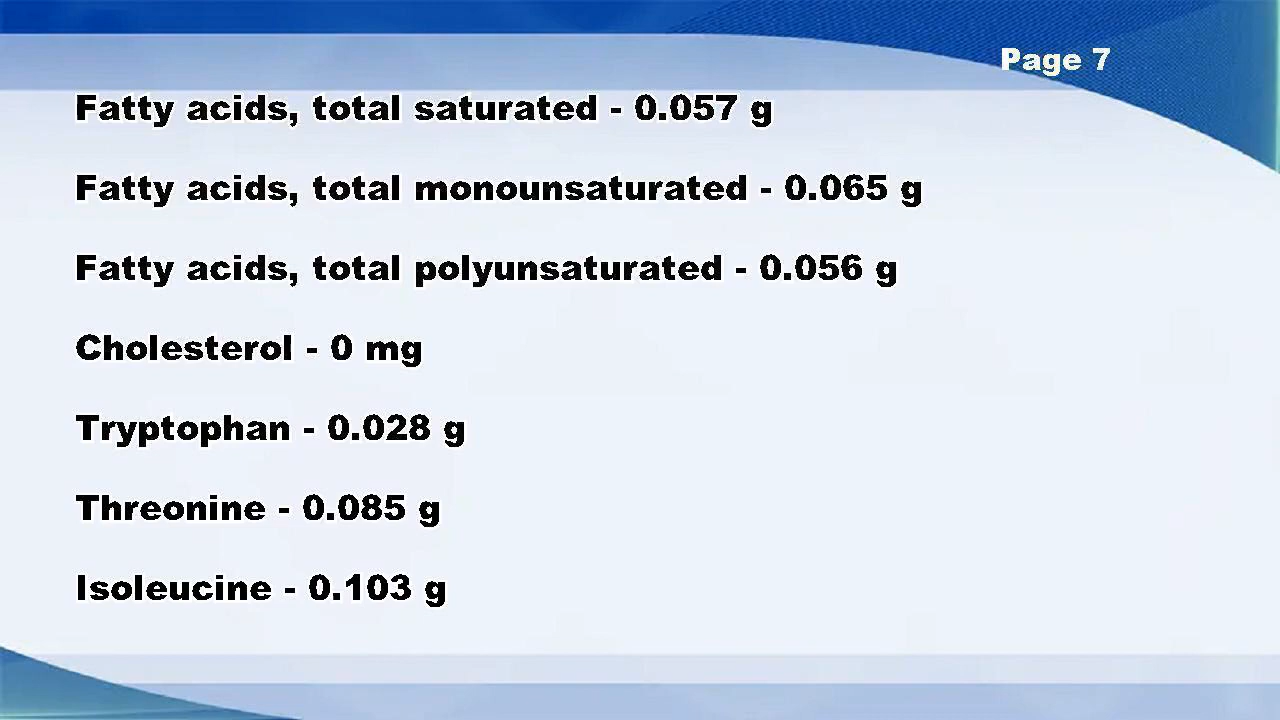 Page 7
Fatty acids, total saturated - 0.057 g
Fatty acids, total monounsaturated - 0.065 g
Fatty acids, total polyunsaturated - 0.056 g
Cholesterol - 0 mg
Tryptophan - 0.028 g
Threonine - 0.085 g
Isoleucine - 0.103 g